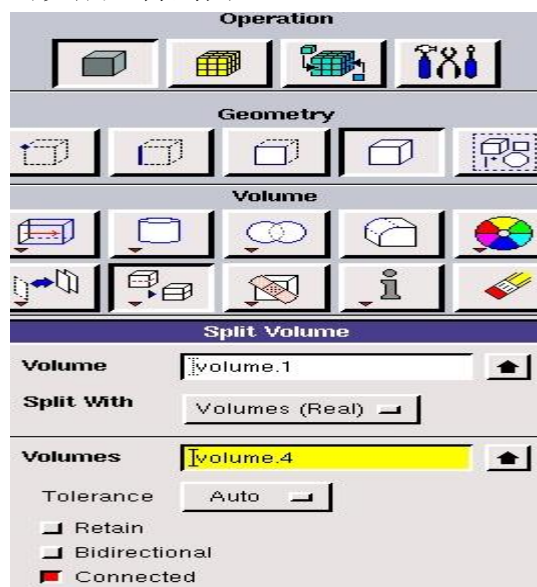 Operation
Geometry
Volume
Split Volume
Volume volume.1
Split With Volumes (Real)
Volumes volume.4
Tolerance Auto
Retain
Bidirectional
Connected